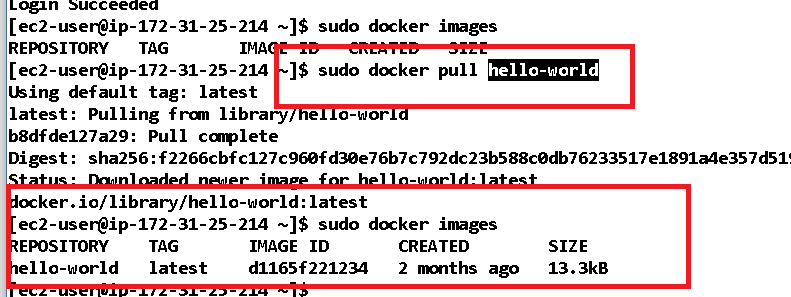 Login Succeeded
[ec2-user@ip-172-31-25-214 ~]$ sudo docker images
REPOSITORY   TAG       IMAGE ID   CREATED   SIZE
[ec2-user@ip-172-31-25-214 ~]$ sudo docker pull hello-world
Using default tag: latest
latest: Pulling from library/hello-world
b8dfde127a29: Pull complete
Digest: sha256:f2266cbfc127c960fd30e76b7c792dc23b588c0db76233517e1891a4e357d519
Status: Downloaded newer image for hello-world:latest
docker.io/library/hello-world:latest
[ec2-user@ip-172-31-25-214 ~]$ sudo docker images
REPOSITORY    TAG       IMAGE ID       CREATED        SIZE
hello-world   latest    d1165f221234   2 months ago   13.3kB
[ec2-user@ip-172-31-25-214 ~]$